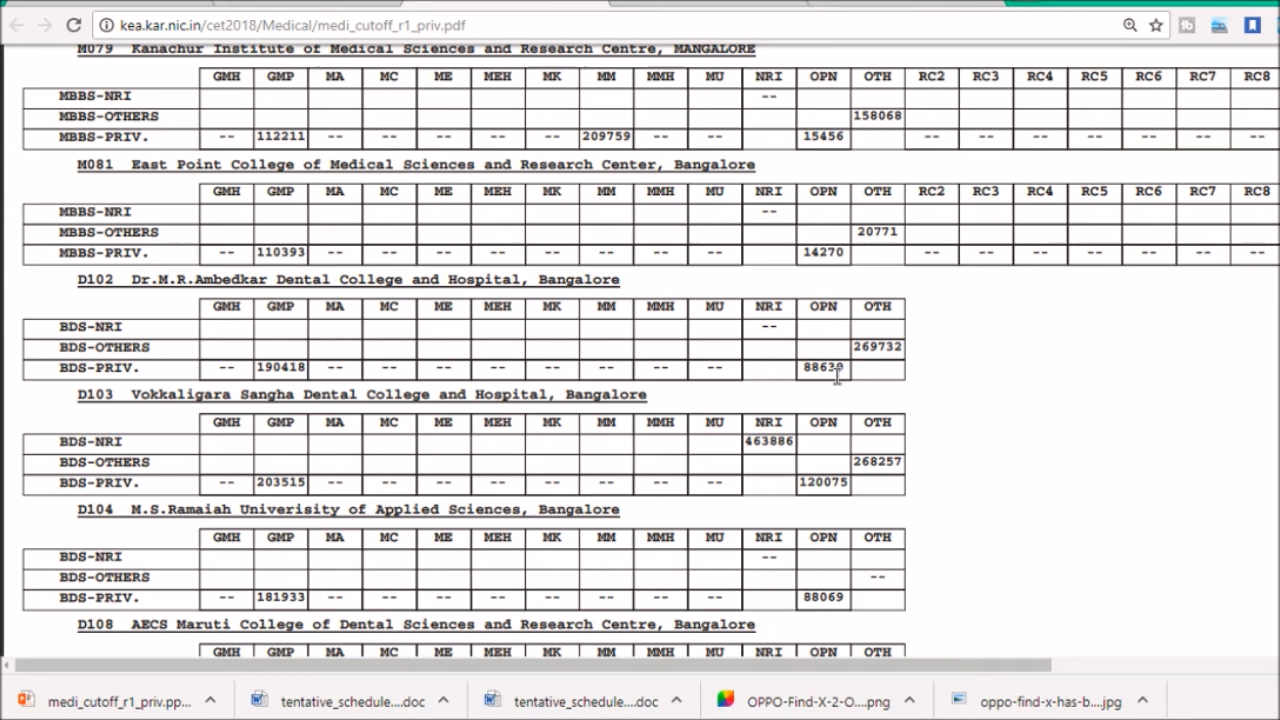 kea.kar.nic.in/cet2018/Medical/medi_cutoff_r1_priv.pdf
M079 Kanachur Institute of Medical Sciences and Research Centre, MANGALORE
GMH GMP MA MC ME MEH MK MM MMH MU NRI OPN OTH RC2 RC3 RC4 RC5 RC6 RC7 RC8
MBBS-NRI --
MBBS-OTHERS 158068
MBBS-PRIV. -- 112211 -- -- -- -- -- 209759 -- -- 15456 -- -- -- -- -- -- --
M081 East Point College of Medical Sciences and Research Center, Bangalore
GMH GMP MA MC ME MEH MK MM MMH MU NRI OPN OTH RC2 RC3 RC4 RC5 RC6 RC7 RC8
MBBS-NRI --
MBBS-OTHERS 20771
MBBS-PRIV. -- 110393 -- -- -- -- -- -- -- -- 14270 -- -- -- -- -- -- --
D102 Dr.M.R.Ambedkar Dental College and Hospital, Bangalore
GMH GMP MA MC ME MEH MK MM MMH MU NRI OPN OTH
BDS-NRI --
BDS-OTHERS 269732
BDS-PRIV. -- 190418 -- -- -- -- -- -- -- --
D103 Vokkaligara Sangha Dental College and Hospital, Bangalore
GMH GMP MA MC ME MEH MK MM MMH MU NRI OPN OTH
BDS-NRI 463886
BDS-OTHERS 268257
BDS-PRIV. -- 203515 -- -- -- -- -- -- -- -- 120075
D104 M.S.Ramaiah Univerisity of Applied Sciences, Bangalore
GMH GMP MA MC ME MEH MK MM MMH MU NRI OPN OTH
BDS-NRI --
BDS-OTHERS --
BDS-PRIV. -- 181933 -- -- -- -- -- -- -- -- 88069
D108 AECS Maruti College of Dental Sciences and Research Centre, Bangalore
GMH GMP MA MC ME MEH MK MM MMH MU NRI OPN OTH
medi_cutoff_r1_priv.pp... tentative_schedule....doc tentative_schedule....doc OPPO-Find-X-2-O....png oppo-find-x-has-b....jpg